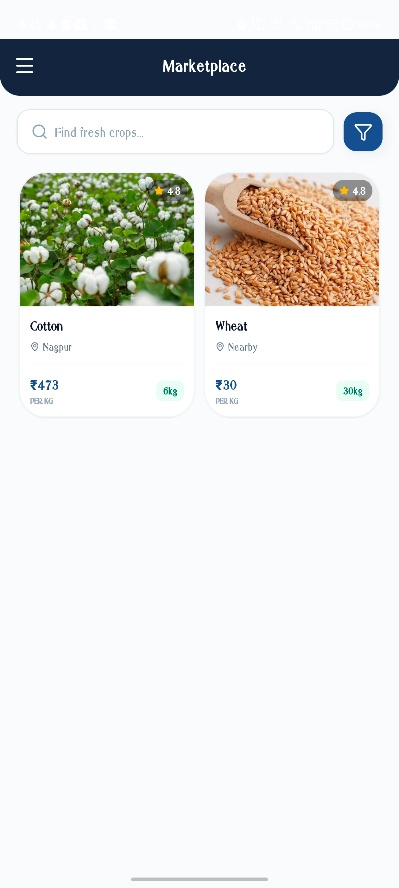 Marketplace
Find fresh crops...
4.8
4.8
Cotton
Wheat
Nagpur
Nearby
₹473
PER KG
6kg
₹30
PER KG
30kg